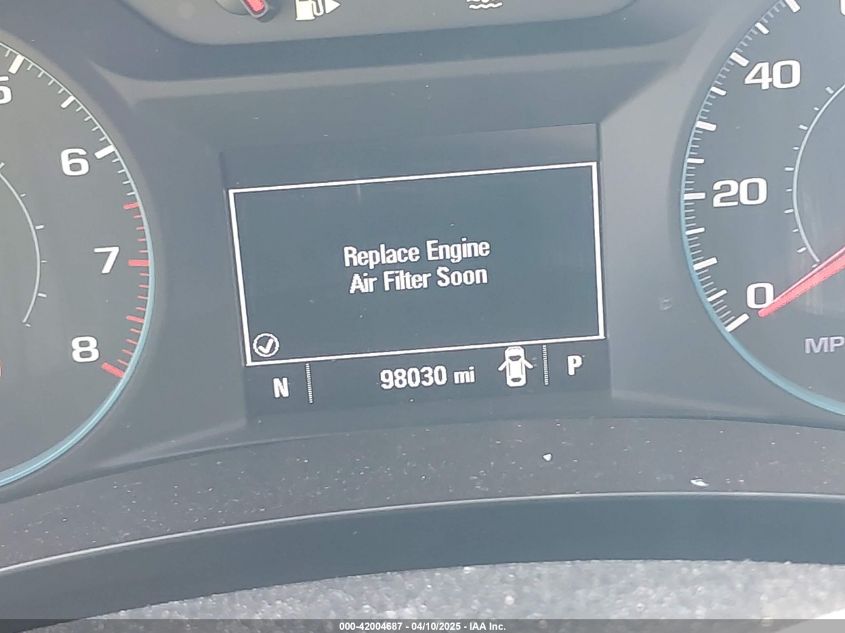 5
6
7
8
40
20
0
MP
Replace Engine
Air Filter Soon
N
98030 mi
P
000-42004687 - 04/10/2025 - IAA Inc.